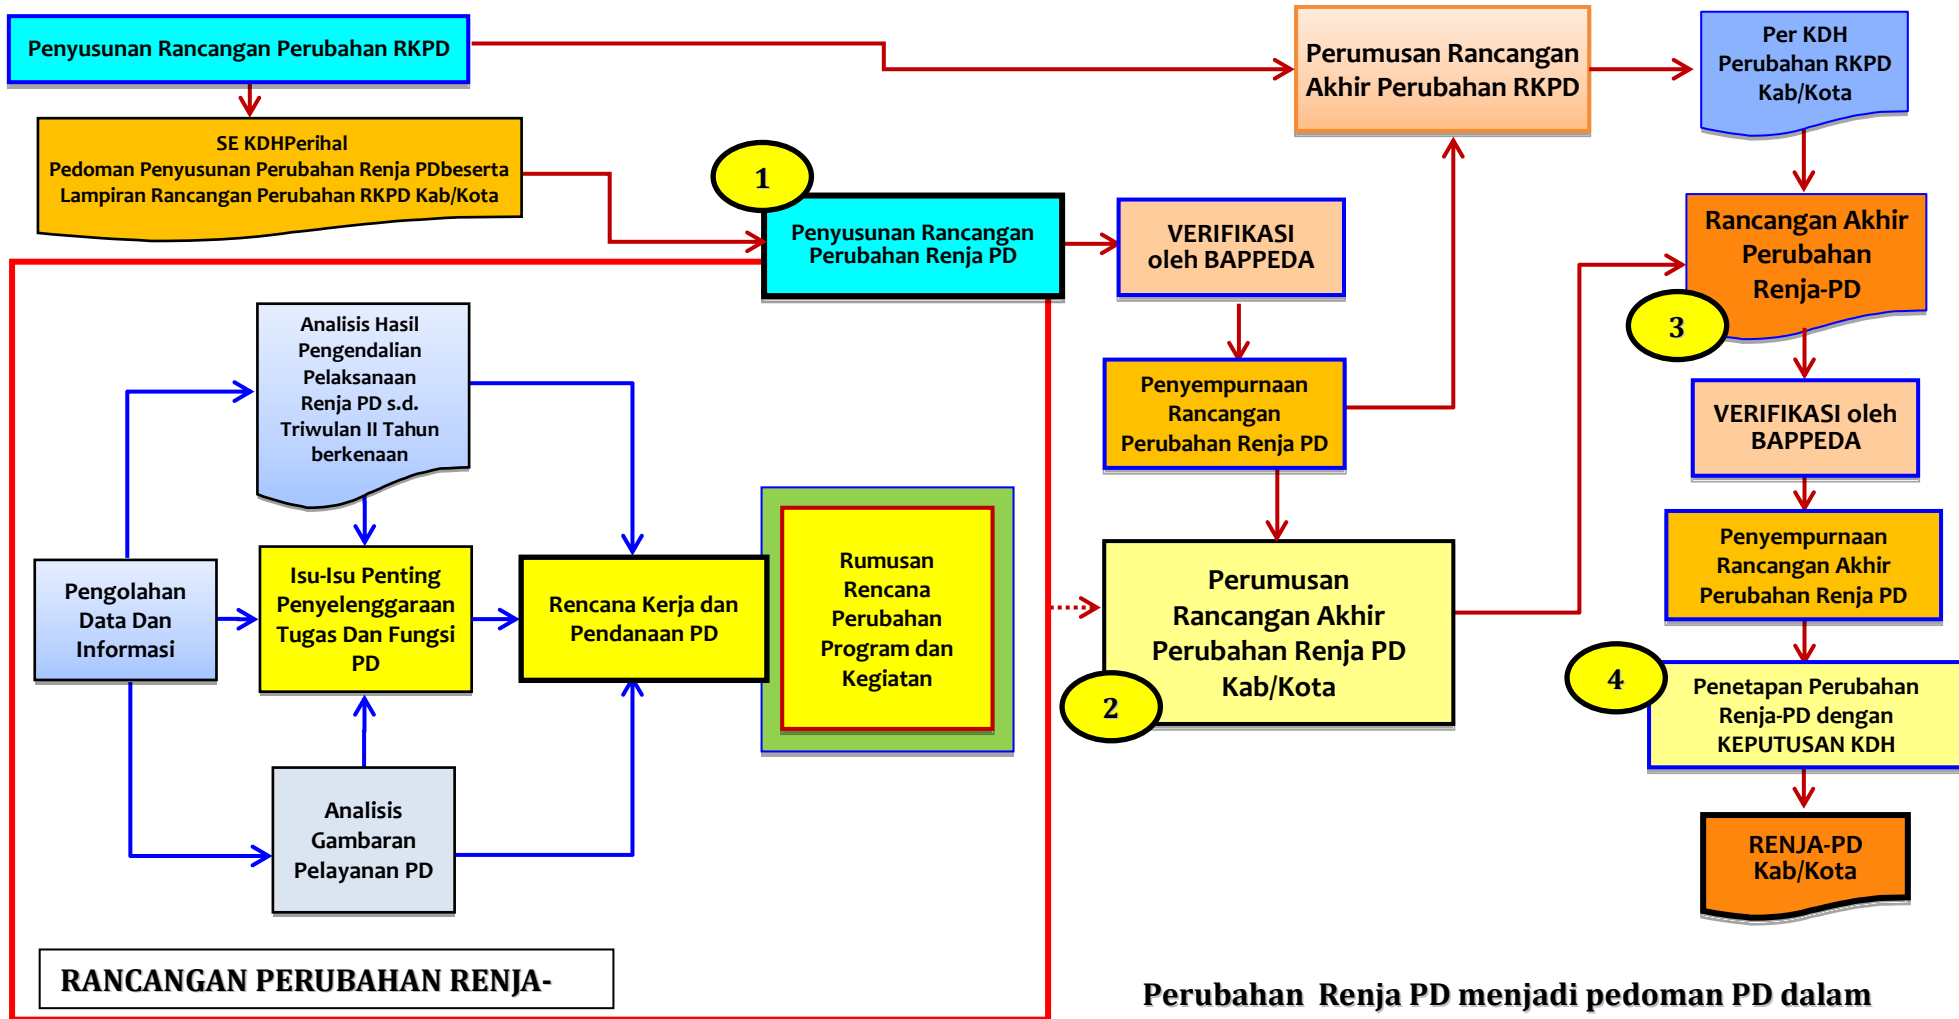 Penyusunan Rancangan Perubahan RKPD
SE KDHPerihal
Pedoman Penyusunan Perubahan Renja PDbeserta
Lampiran Rancangan Perubahan RKPD Kab/Kota
Perumusan Rancangan
Akhir Perubahan RKPD
Per KDH
Perubahan RKPD
Kab/Kota
1
Penyusunan Rancangan
Perubahan Renja PD
VERIFIKASI
oleh BAPPEDA
Rancangan Akhir
Perubahan
Renja-PD
3
Analisis Hasil
Pengendalian
Pelaksanaan
Renja PD s.d.
Triwulan II Tahun
berkenaan
Penyempurnaan
Rancangan
Perubahan Renja PD
VERIFIKASI oleh
BAPPEDA
Pengolahan
Data Dan
Informasi
Isu-Isu Penting
Penyelenggaraan
Tugas Dan Fungsi
PD
Rencana Kerja dan
Pendanaan PD
Rumusan
Rencana
Perubahan
Program dan
Kegiatan
Perumusan
Rancangan Akhir
Perubahan Renja PD
Kab/Kota
2
Penyempurnaan
Rancangan Akhir
Perubahan Renja PD
4
Penetapan Perubahan
Renja-PD dengan
KEPUTUSAN KDH
Analisis
Gambaran
Pelayanan PD
RENJA-PD
Kab/Kota
RANCANGAN PERUBAHAN RENJA-
Perubahan Renja PD menjadi pedoman PD dalam